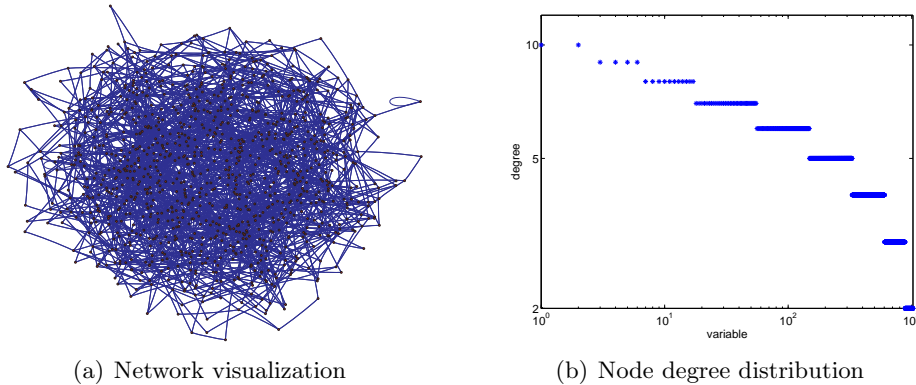 10
5
2
degree
10^0
10^1
10^2
10
variable
(a) Network visualization
(b) Node degree distribution